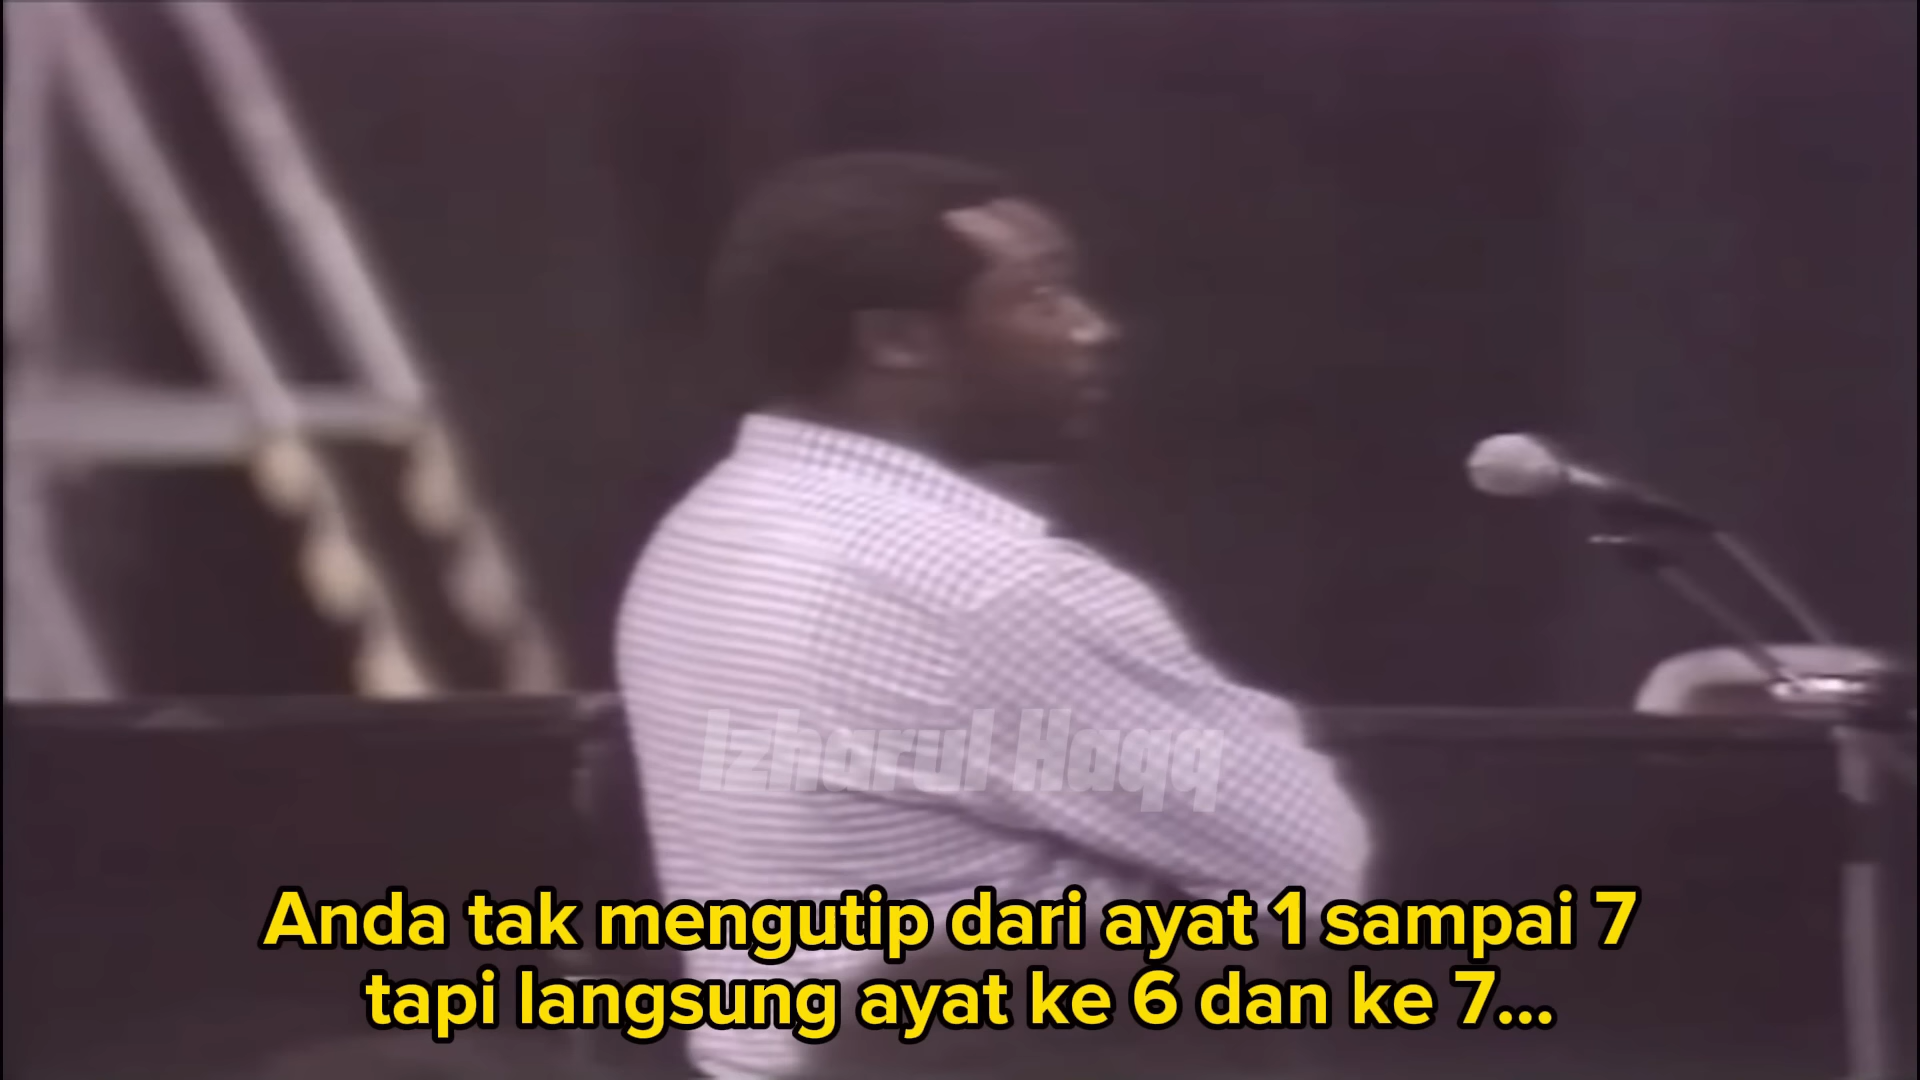 Izharul Haqq
Anda tak mengutip dari ayat 1 sampai 7
tapi langsung ayat ke 6 dan ke 7...